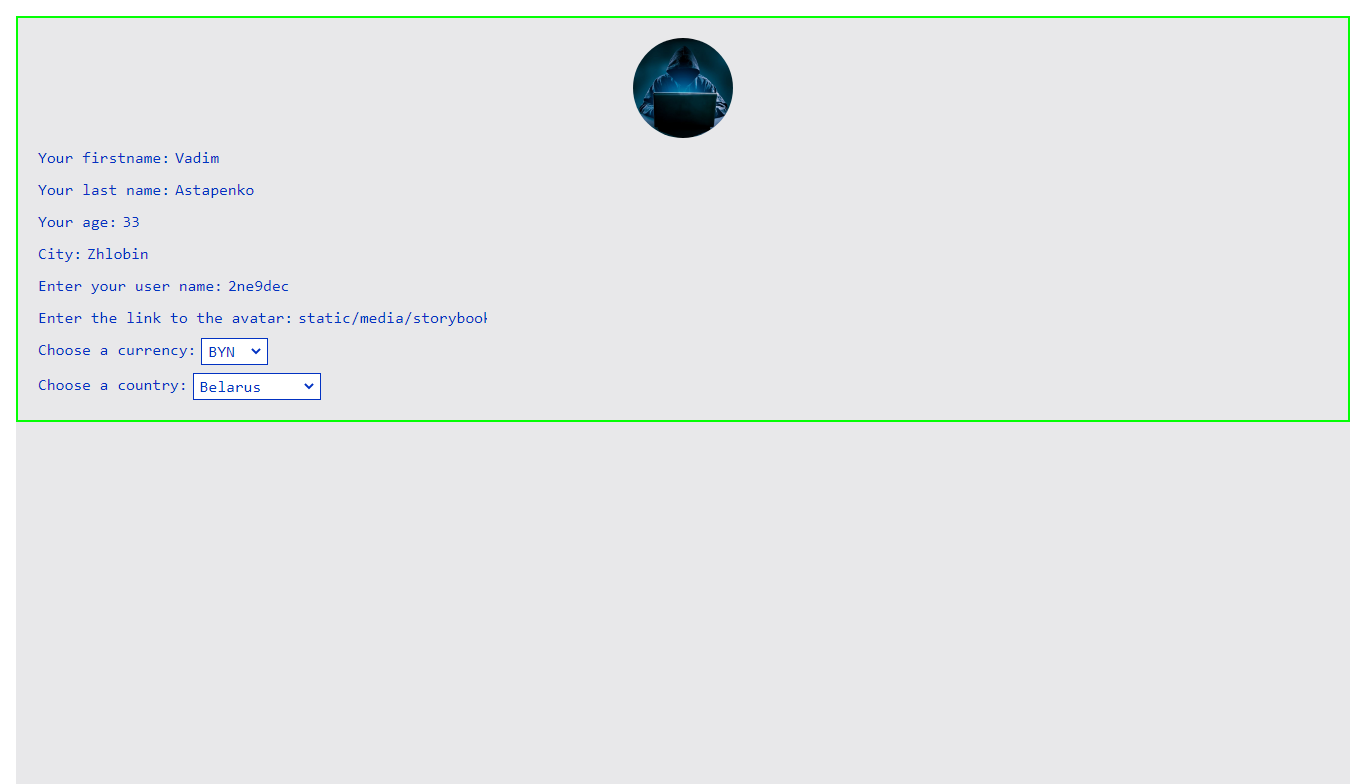 Your firstname: Vadim
Your last name: Astapenko
Your age: 33
City: Zhlobin
Enter your user name: 2ne9dec
Enter the link to the avatar: static/media/storybook
Choose a currency: BYN
Choose a country: Belarus